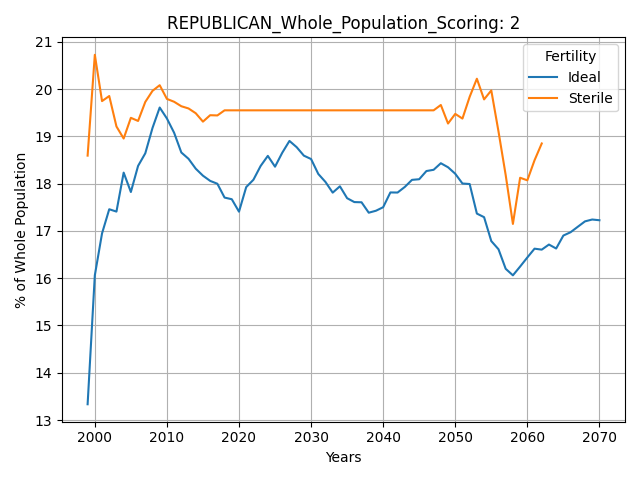 REPUBLICAN_Whole_Population_Scoring: 2
Fertility
Ideal
Sterile
% of Whole Population
21
20
19
18
17
16
15
14
13
2000 2010 2020 2030 2040 2050 2060 2070
Years